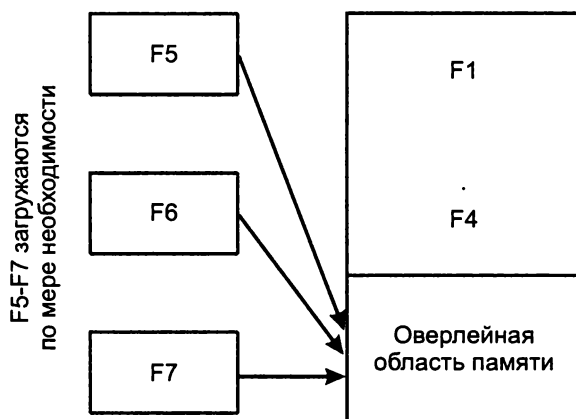 F5-F7 загружаются
по мере необходимости
F5
F6
F7
F1
F4
Оверлейная
область памяти